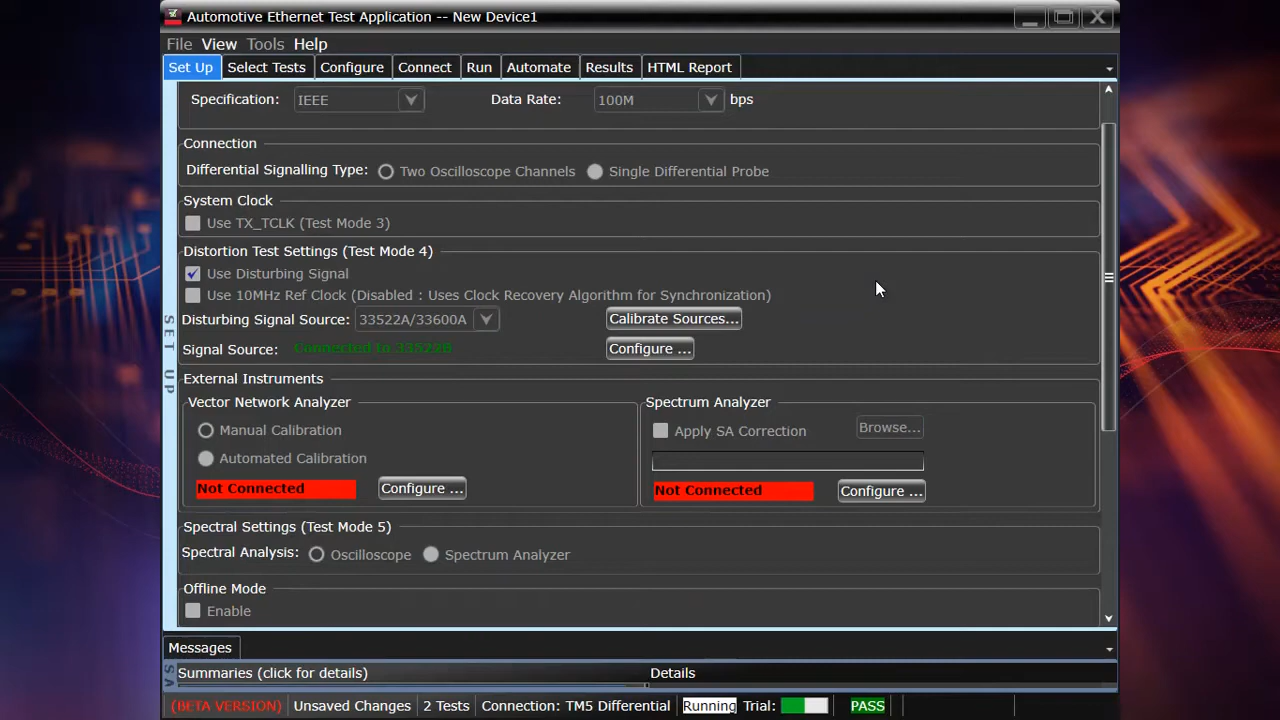 Automotive Ethernet Test Application -- New Device1
File View Tools Help
Set Up Select Tests Configure Connect Run Automate Results HTML Report
Specification: IEEE Data Rate: 100M bps
Connection
Differential Signalling Type: Two Oscilloscope Channels Single Differential Probe
System Clock
Use TX_TCLK (Test Mode 3)
Distortion Test Settings (Test Mode 4)
Use Disturbing Signal
Use 10MHz Ref Clock (Disabled : Uses Clock Recovery Algorithm for Synchronization)
Disturbing Signal Source: 33522A/33600A Calibrate Sources...
Signal Source: Connected to 33522B Configure ...
SET UP
External Instruments
Vector Network Analyzer Spectrum Analyzer
Manual Calibration Apply SA Correction Browse...
Automated Calibration
Not Connected Configure ... Not Connected Configure ...
Spectral Settings (Test Mode 5)
Spectral Analysis: Oscilloscope Spectrum Analyzer
Offline Mode
Enable
Messages
Summaries (click for details) Details
(BETA VERSION) Unsaved Changes 2 Tests Connection: TM5 Differential Running Trial: PASS